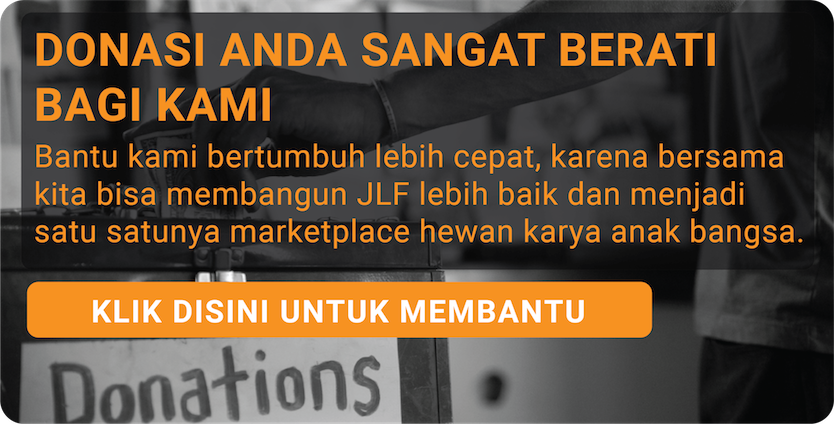 DONASI ANDA SANGAT BERATI
BAGI KAMI
Bantu kami bertumbuh lebih cepat, karena bersama
kita bisa membangun JLF lebih baik dan menjadi
satu satunya marketplace hewan karya anak bangsa.
KLIK DISINI UNTUK MEMBANTU
Donations